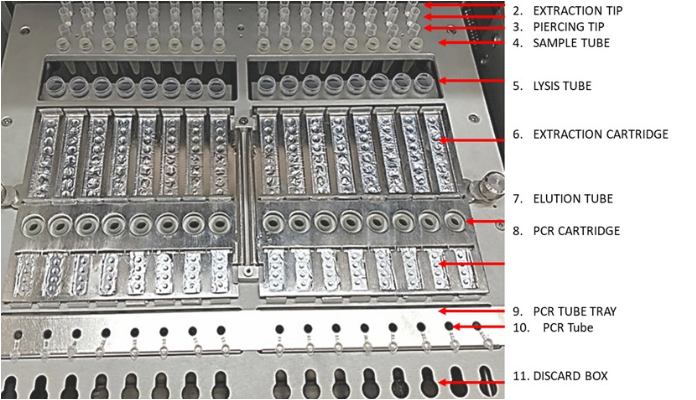 2. EXTRACTION TIP
3. PIERCING TIP
4. SAMPLE TUBE
5. LYSIS TUBE
6. EXTRACTION CARTRIDGE
7. ELUTION TUBE
8. PCR CARTRIDGE
9. PCR TUBE TRAY
10. PCR Tube
11. DISCARD BOX